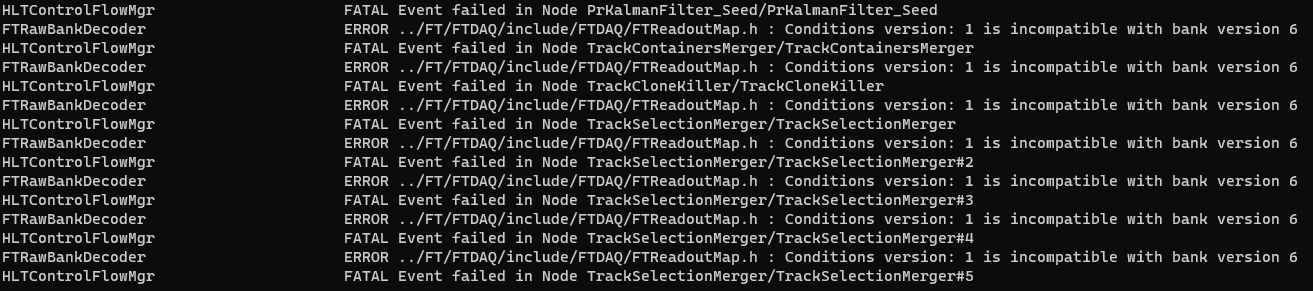 HLTControlFlowMgr FATAL Event failed in Node PrKalmanFilter_Seed/PrKalmanFilter_Seed
FTRawBankDecoder ERROR ../FT/FTDAQ/include/FTDAQ/FTReadoutMap.h : Conditions version: 1 is incompatible with bank version 6
HLTControlFlowMgr FATAL Event failed in Node TrackContainersMerger/TrackContainersMerger
FTRawBankDecoder ERROR ../FT/FTDAQ/include/FTDAQ/FTReadoutMap.h : Conditions version: 1 is incompatible with bank version 6
HLTControlFlowMgr FATAL Event failed in Node TrackCloneKiller/TrackCloneKiller
FTRawBankDecoder ERROR ../FT/FTDAQ/include/FTDAQ/FTReadoutMap.h : Conditions version: 1 is incompatible with bank version 6
HLTControlFlowMgr FATAL Event failed in Node TrackSelectionMerger/TrackSelectionMerger
FTRawBankDecoder ERROR ../FT/FTDAQ/include/FTDAQ/FTReadoutMap.h : Conditions version: 1 is incompatible with bank version 6
HLTControlFlowMgr FATAL Event failed in Node TrackSelectionMerger/TrackSelectionMerger#2
FTRawBankDecoder ERROR ../FT/FTDAQ/include/FTDAQ/FTReadoutMap.h : Conditions version: 1 is incompatible with bank version 6
HLTControlFlowMgr FATAL Event failed in Node TrackSelectionMerger/TrackSelectionMerger#3
FTRawBankDecoder ERROR ../FT/FTDAQ/include/FTDAQ/FTReadoutMap.h : Conditions version: 1 is incompatible with bank version 6
HLTControlFlowMgr FATAL Event failed in Node TrackSelectionMerger/TrackSelectionMerger#4
FTRawBankDecoder ERROR ../FT/FTDAQ/include/FTDAQ/FTReadoutMap.h : Conditions version: 1 is incompatible with bank version 6
HLTControlFlowMgr FATAL Event failed in Node TrackSelectionMerger/TrackSelectionMerger#5